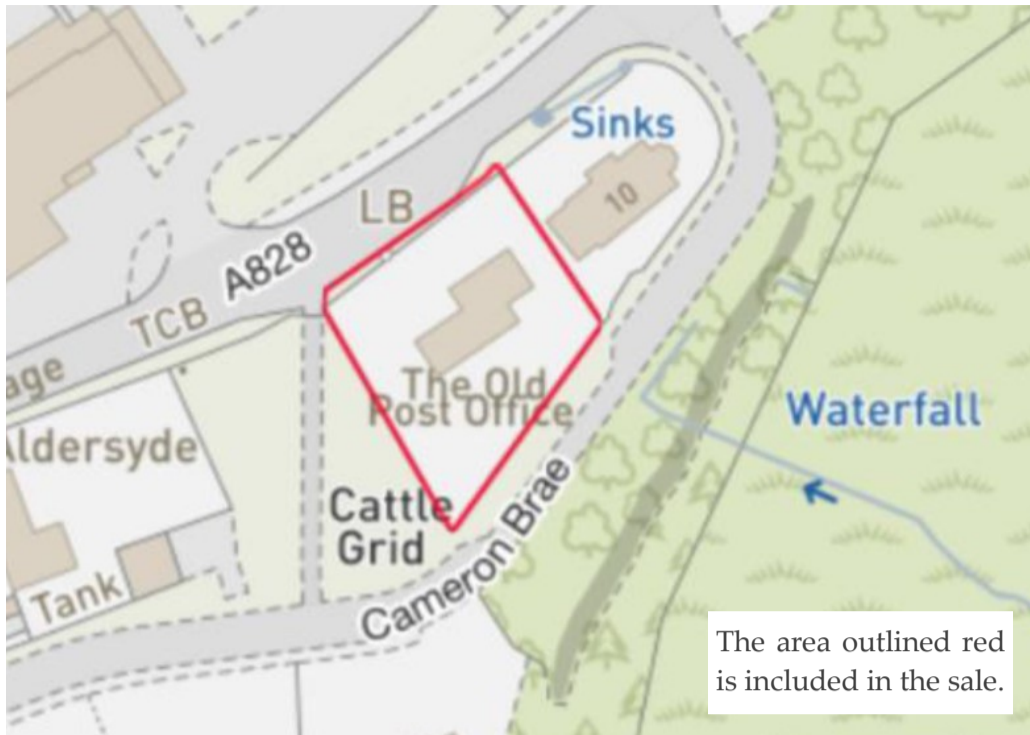 Sinks
10
LB
A828
TCB
age
The Old
Post Office
ldersyde
Waterfall
Cattle
Grid
Cameron Brae
Tank
The area outlined red
is included in the sale.